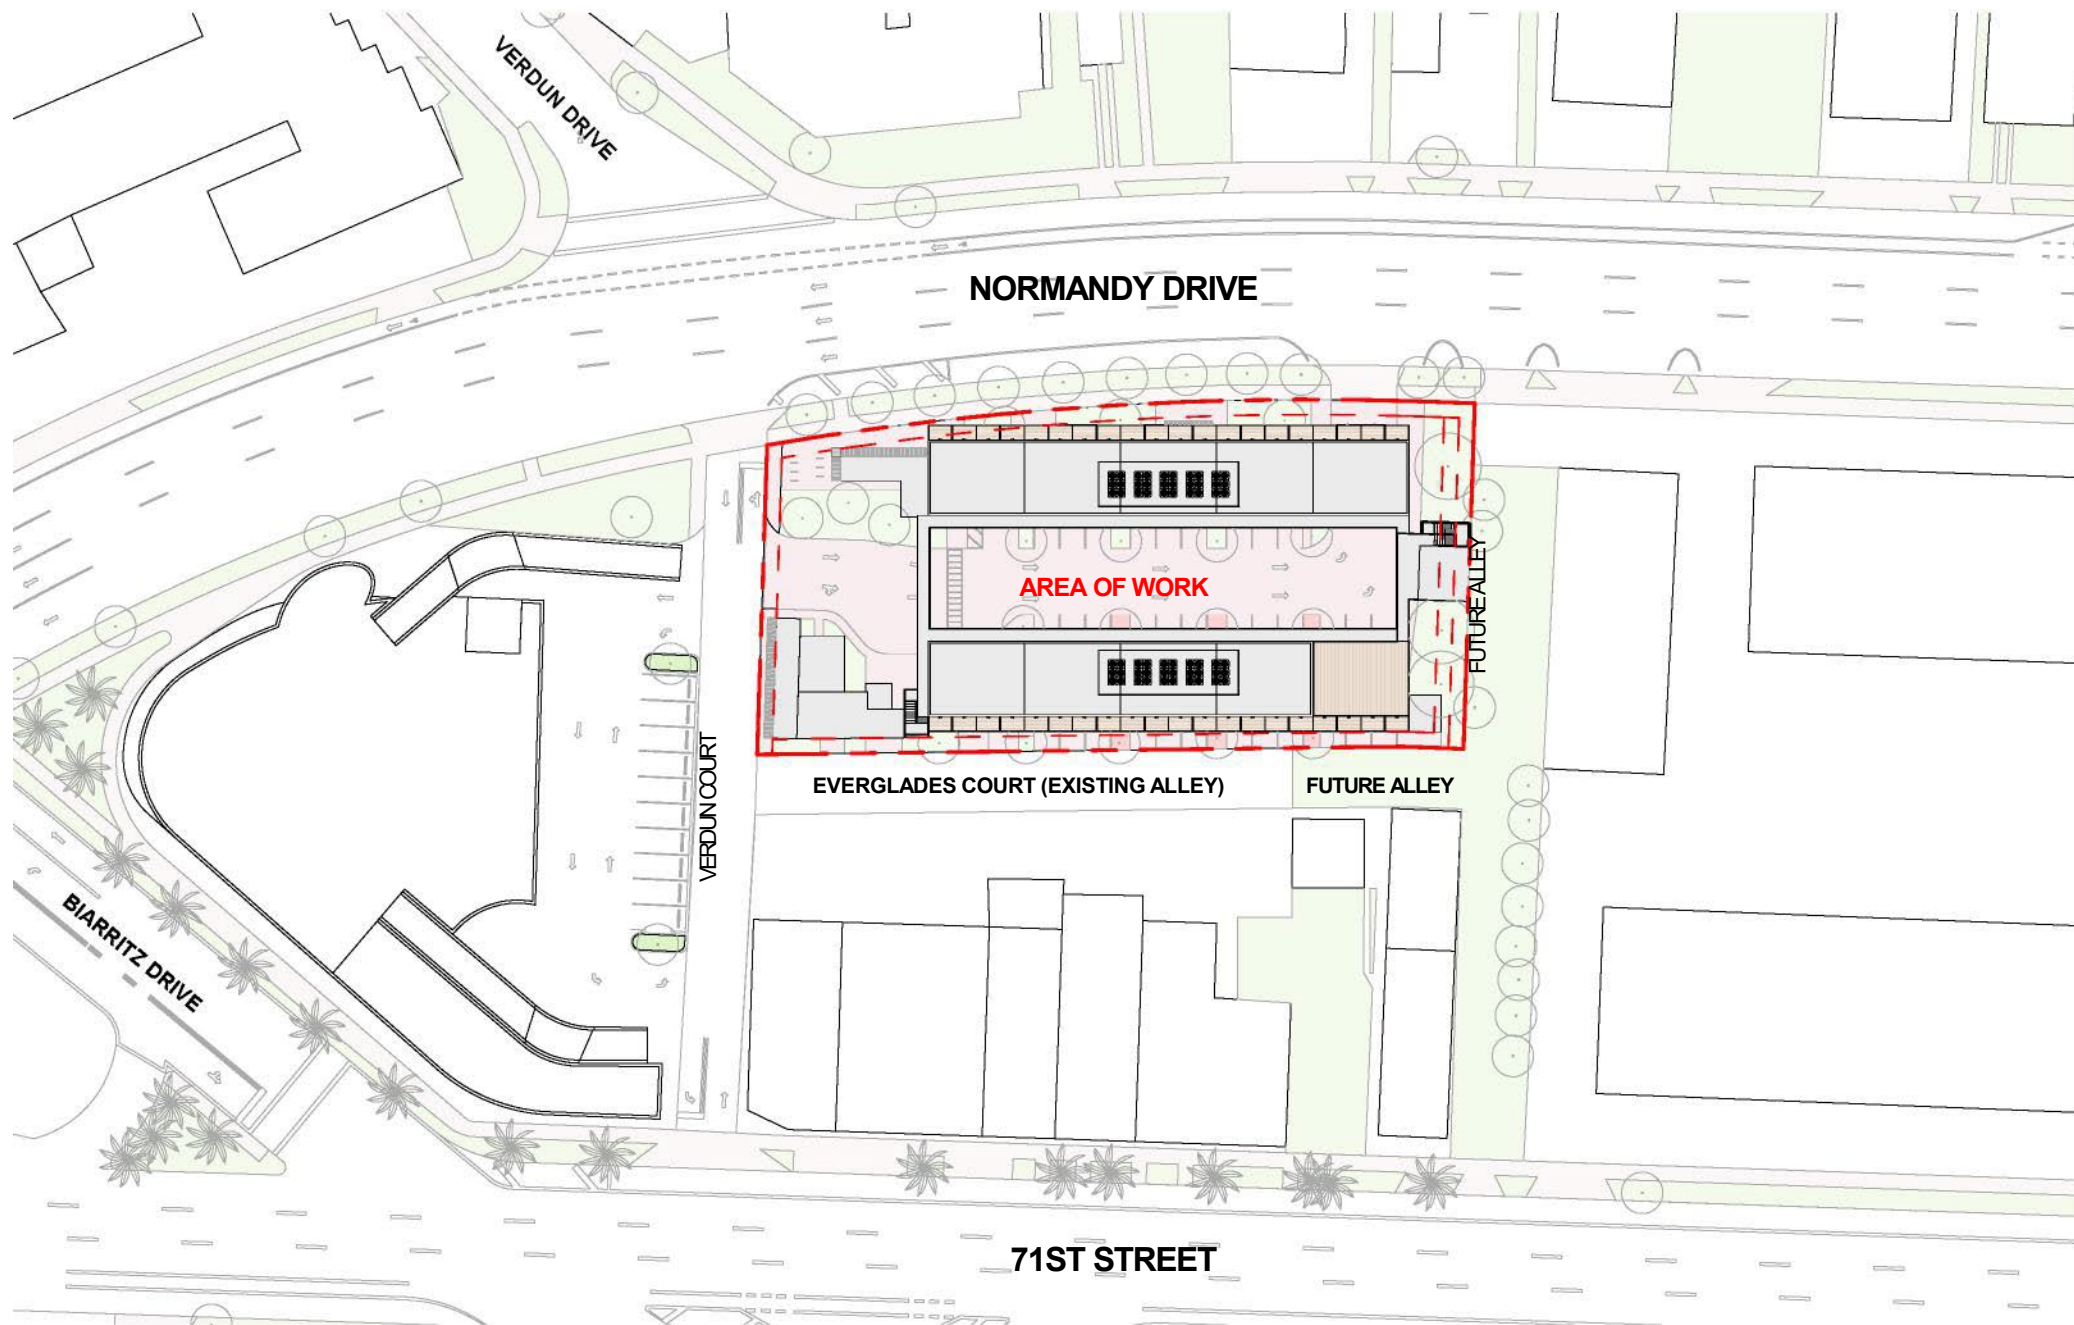 VERDUN DRIVE
NORMANDY DRIVE
AREA OF WORK
FUTURE ALLEY
EVERGLADES COURT (EXISTING ALLEY)
FUTURE ALLEY
VERDUN COURT
BIARRITZ DRIVE
71ST STREET